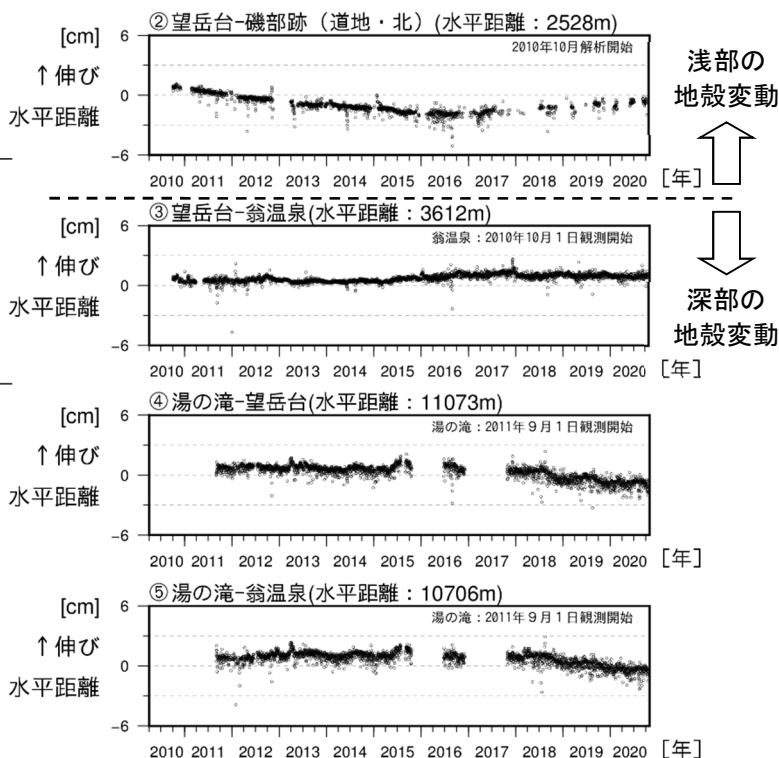 ②望岳台-磯部跡（道地・北）(水平距離：2528m)
[cm]
6
2010年10月解析開始
↑伸び
0
水平距離
-6
2010 2011 2012 2013 2014 2015 2016 2017 2018 2019 2020 [年]
浅部の
地殻変動
③望岳台-翁温泉(水平距離：3612m)
[cm]
6
翁温泉：2010年10月1日観測開始
↑伸び
0
水平距離
-6
2010 2011 2012 2013 2014 2015 2016 2017 2018 2019 2020 [年]
深部の
地殻変動
④湯の滝-望岳台(水平距離：11073m)
[cm]
6
湯の滝：2011年９月１日観測開始
↑伸び
0
水平距離
-6
2010 2011 2012 2013 2014 2015 2016 2017 2018 2019 2020 [年]
⑤湯の滝-翁温泉(水平距離：10706m)
[cm]
6
湯の滝：2011年９月１日観測開始
↑伸び
0
水平距離
-6
2010 2011 2012 2013 2014 2015 2016 2017 2018 2019 2020 [年]